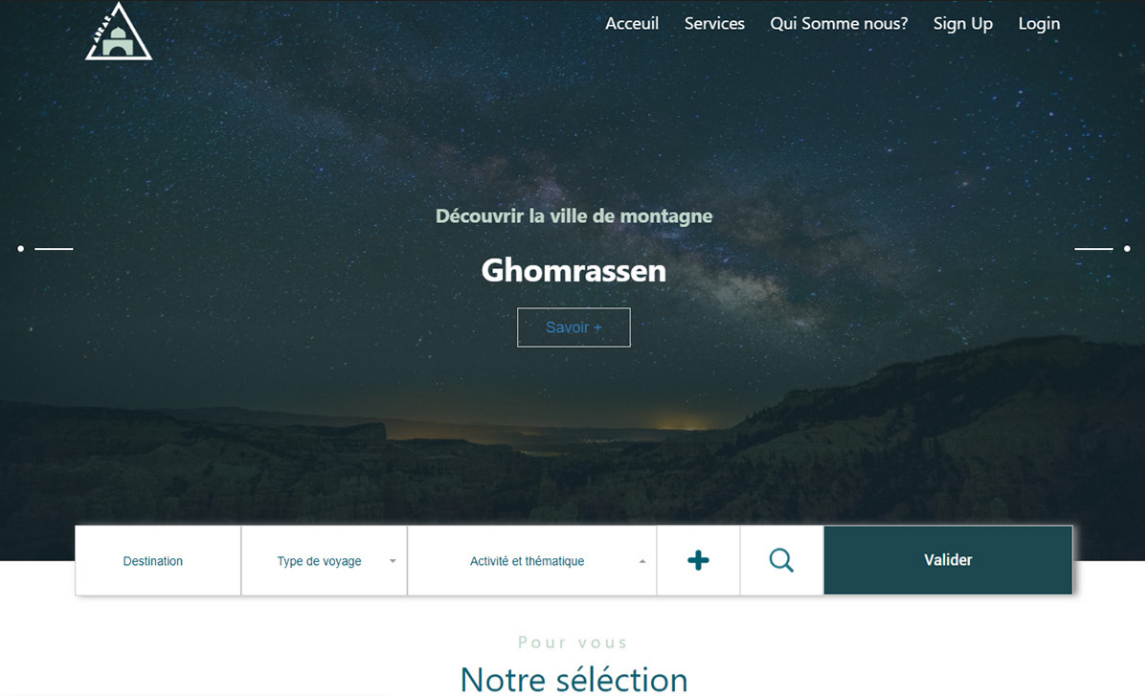 Acceuil Services Qui Somme nous? Sign Up Login
Découvrir la ville de montagne
Ghomrassen
Savoir +
Destination Type de voyage Activité et thématique Valider
Pour vous
Notre séléction